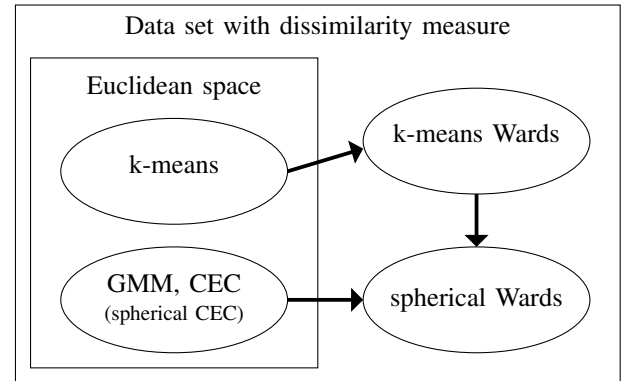 Data set with dissimilarity measure
Euclidean space
k-means
k-means Wards
GMM, CEC
(spherical CEC)
spherical Wards